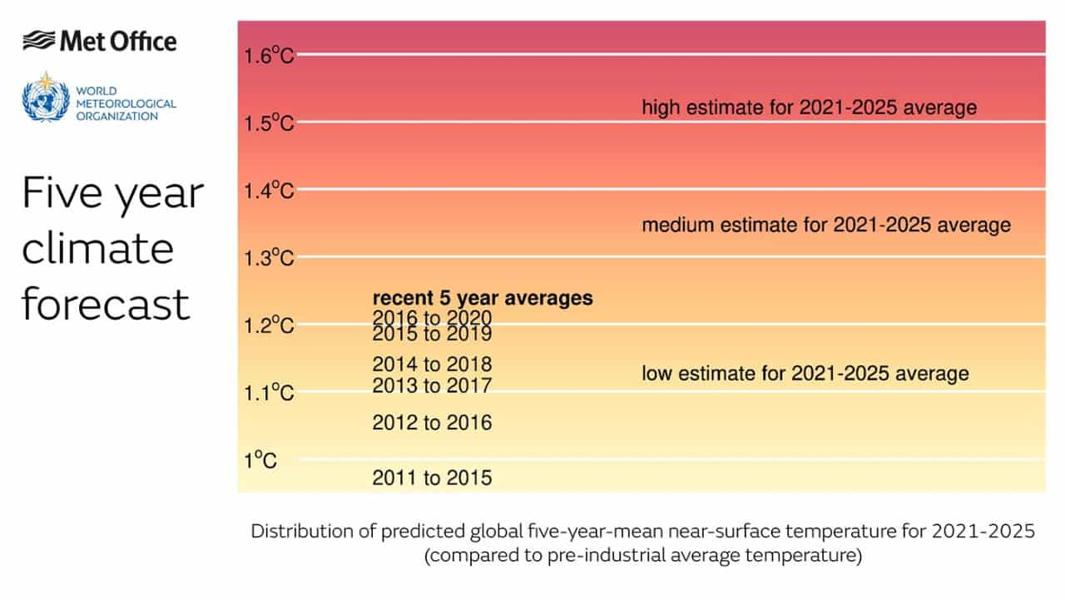 Met Office
WORLD
METEOROLOGICAL
ORGANIZATION
Five year
climate
forecast
1.6°C
high estimate for 2021-2025 average
1.5°C
1.4°C
medium estimate for 2021-2025 average
1.3°C
recent 5 year averages
2016 to 2020
1.2°C
2015 to 2019
2014 to 2018
low estimate for 2021-2025 average
2013 to 2017
1.1°C
2012 to 2016
1°C
2011 to 2015
Distribution of predicted global five-year-mean near-surface temperature for 2021-2025
(compared to pre-industrial average temperature)